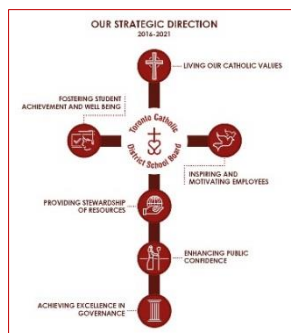 OUR STRATEGIC DIRECTION
2016-2021
LIVING OUR CATHOLIC VALUES
FOSTERING STUDENT
ACHIEVEMENT AND WELL BEING
Toronto Catholic
District School Board
INSPIRING AND
MOTIVATING EMPLOYEES
PROVIDING STEWARDSHIP
OF RESOURCES
ENHANCING PUBLIC
CONFIDENCE
ACHIEVING EXCELLENCE IN
GOVERNANCE